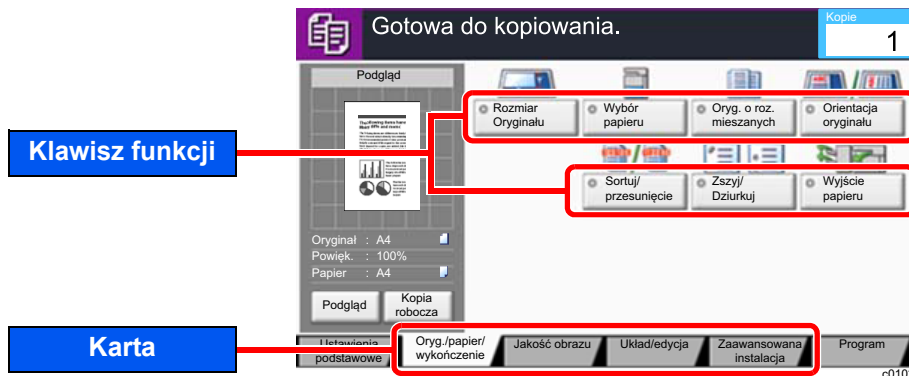 Gotowa do kopiowania.
Kopie
1
Podgląd
Rozmiar
Oryginału
Wybór
papieru
Oryg. o roz.
mieszanych
Orientacja
oryginału
Klawisz funkcji
Sortuj/
przesunięcie
Zszyj/
Dziurkuj
Wyjście
papieru
Oryginał : A4
Powięk. : 100%
Papier : A4
Podgląd
Kopia
robocza
Karta
Ustawienia
podstawowe
Oryg./papier/
wykończenie
Jakość obrazu
Układ/edycja
Zaawansowana
instalacja
Program